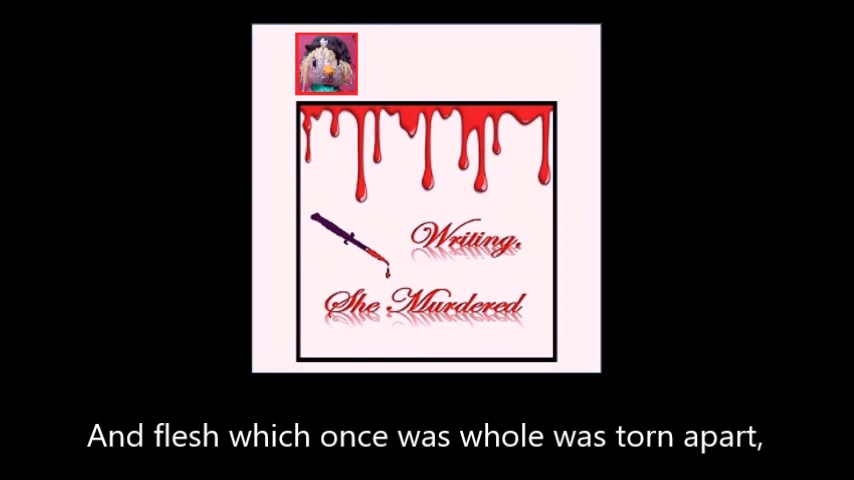 Writing,
She Murdered
And flesh which once was whole was torn apart,